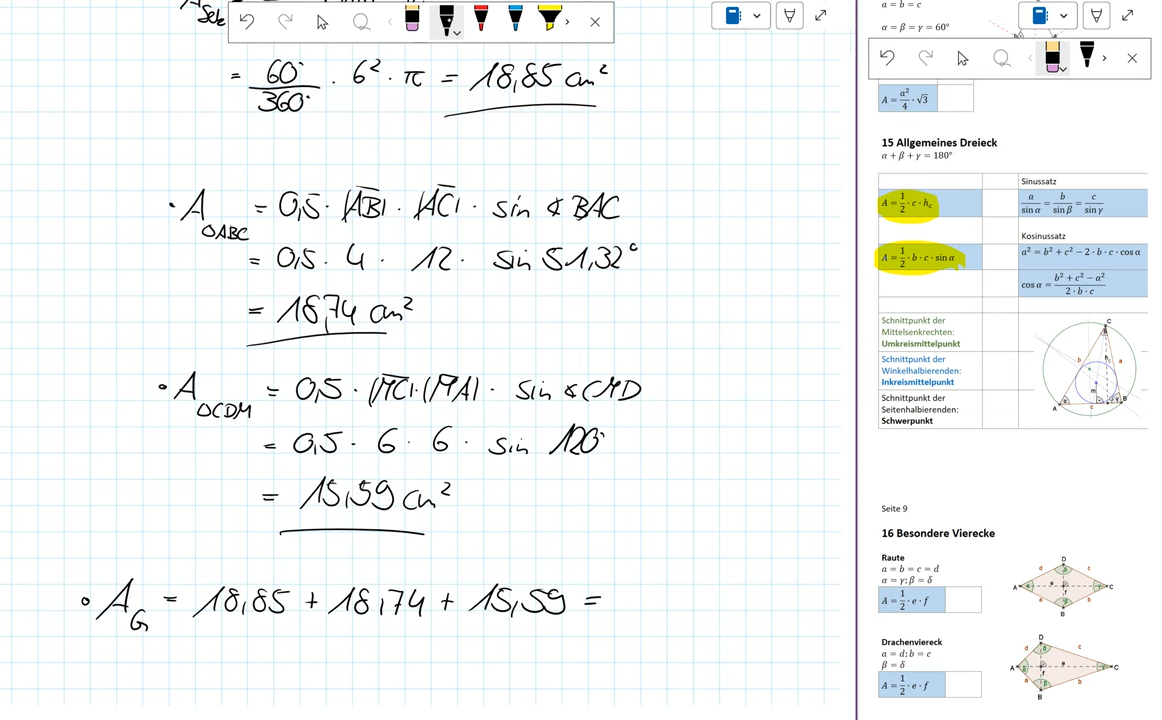 A_Sek
= 60°/360° · 6² · π = 18,85 cm²
· A_ΔABC = 0,5 · |AB| · |AC| · sin ∢ BAC
= 0,5 · 4 · 12 · sin 51,32°
= 18,74 cm²
· A_ΔCDM = 0,5 · |MC| · |MA| · sin ∢ CMD
= 0,5 · 6 · 6 · sin 120°
= 15,59 cm²
· A_G = 18,85 + 18,74 + 15,59 =
a = b = c
α = β = γ = 60°
A = a²/4 · √3
15 Allgemeines Dreieck
α + β + γ = 180°
Sinussatz
A = 1/2 · c · h_c
a/sin α = b/sin β = c/sin γ
Kosinussatz
A = 1/2 · b · c · sin α
a² = b² + c² − 2 · b · c · cos α
cos α = (b² + c² − a²)/(2 · b · c)
Schnittpunkt der
Mittelsenkrechten:
Umkreismittelpunkt
Schnittpunkt der
Winkelhalbierenden:
Inkreismittelpunkt
Schnittpunkt der
Seitenhalbierenden:
Schwerpunkt
C
b
a
A
c
B
Seite 9
16 Besondere Vierecke
Raute
a = b = c = d
α = γ; β = δ
A = 1/2 · e · f
D
d
c
A
e
C
f
a
b
B
Drachenviereck
a = d; b = c
β = δ
A = 1/2 · e · f
D
d
c
A
e
C
f
a
b
B